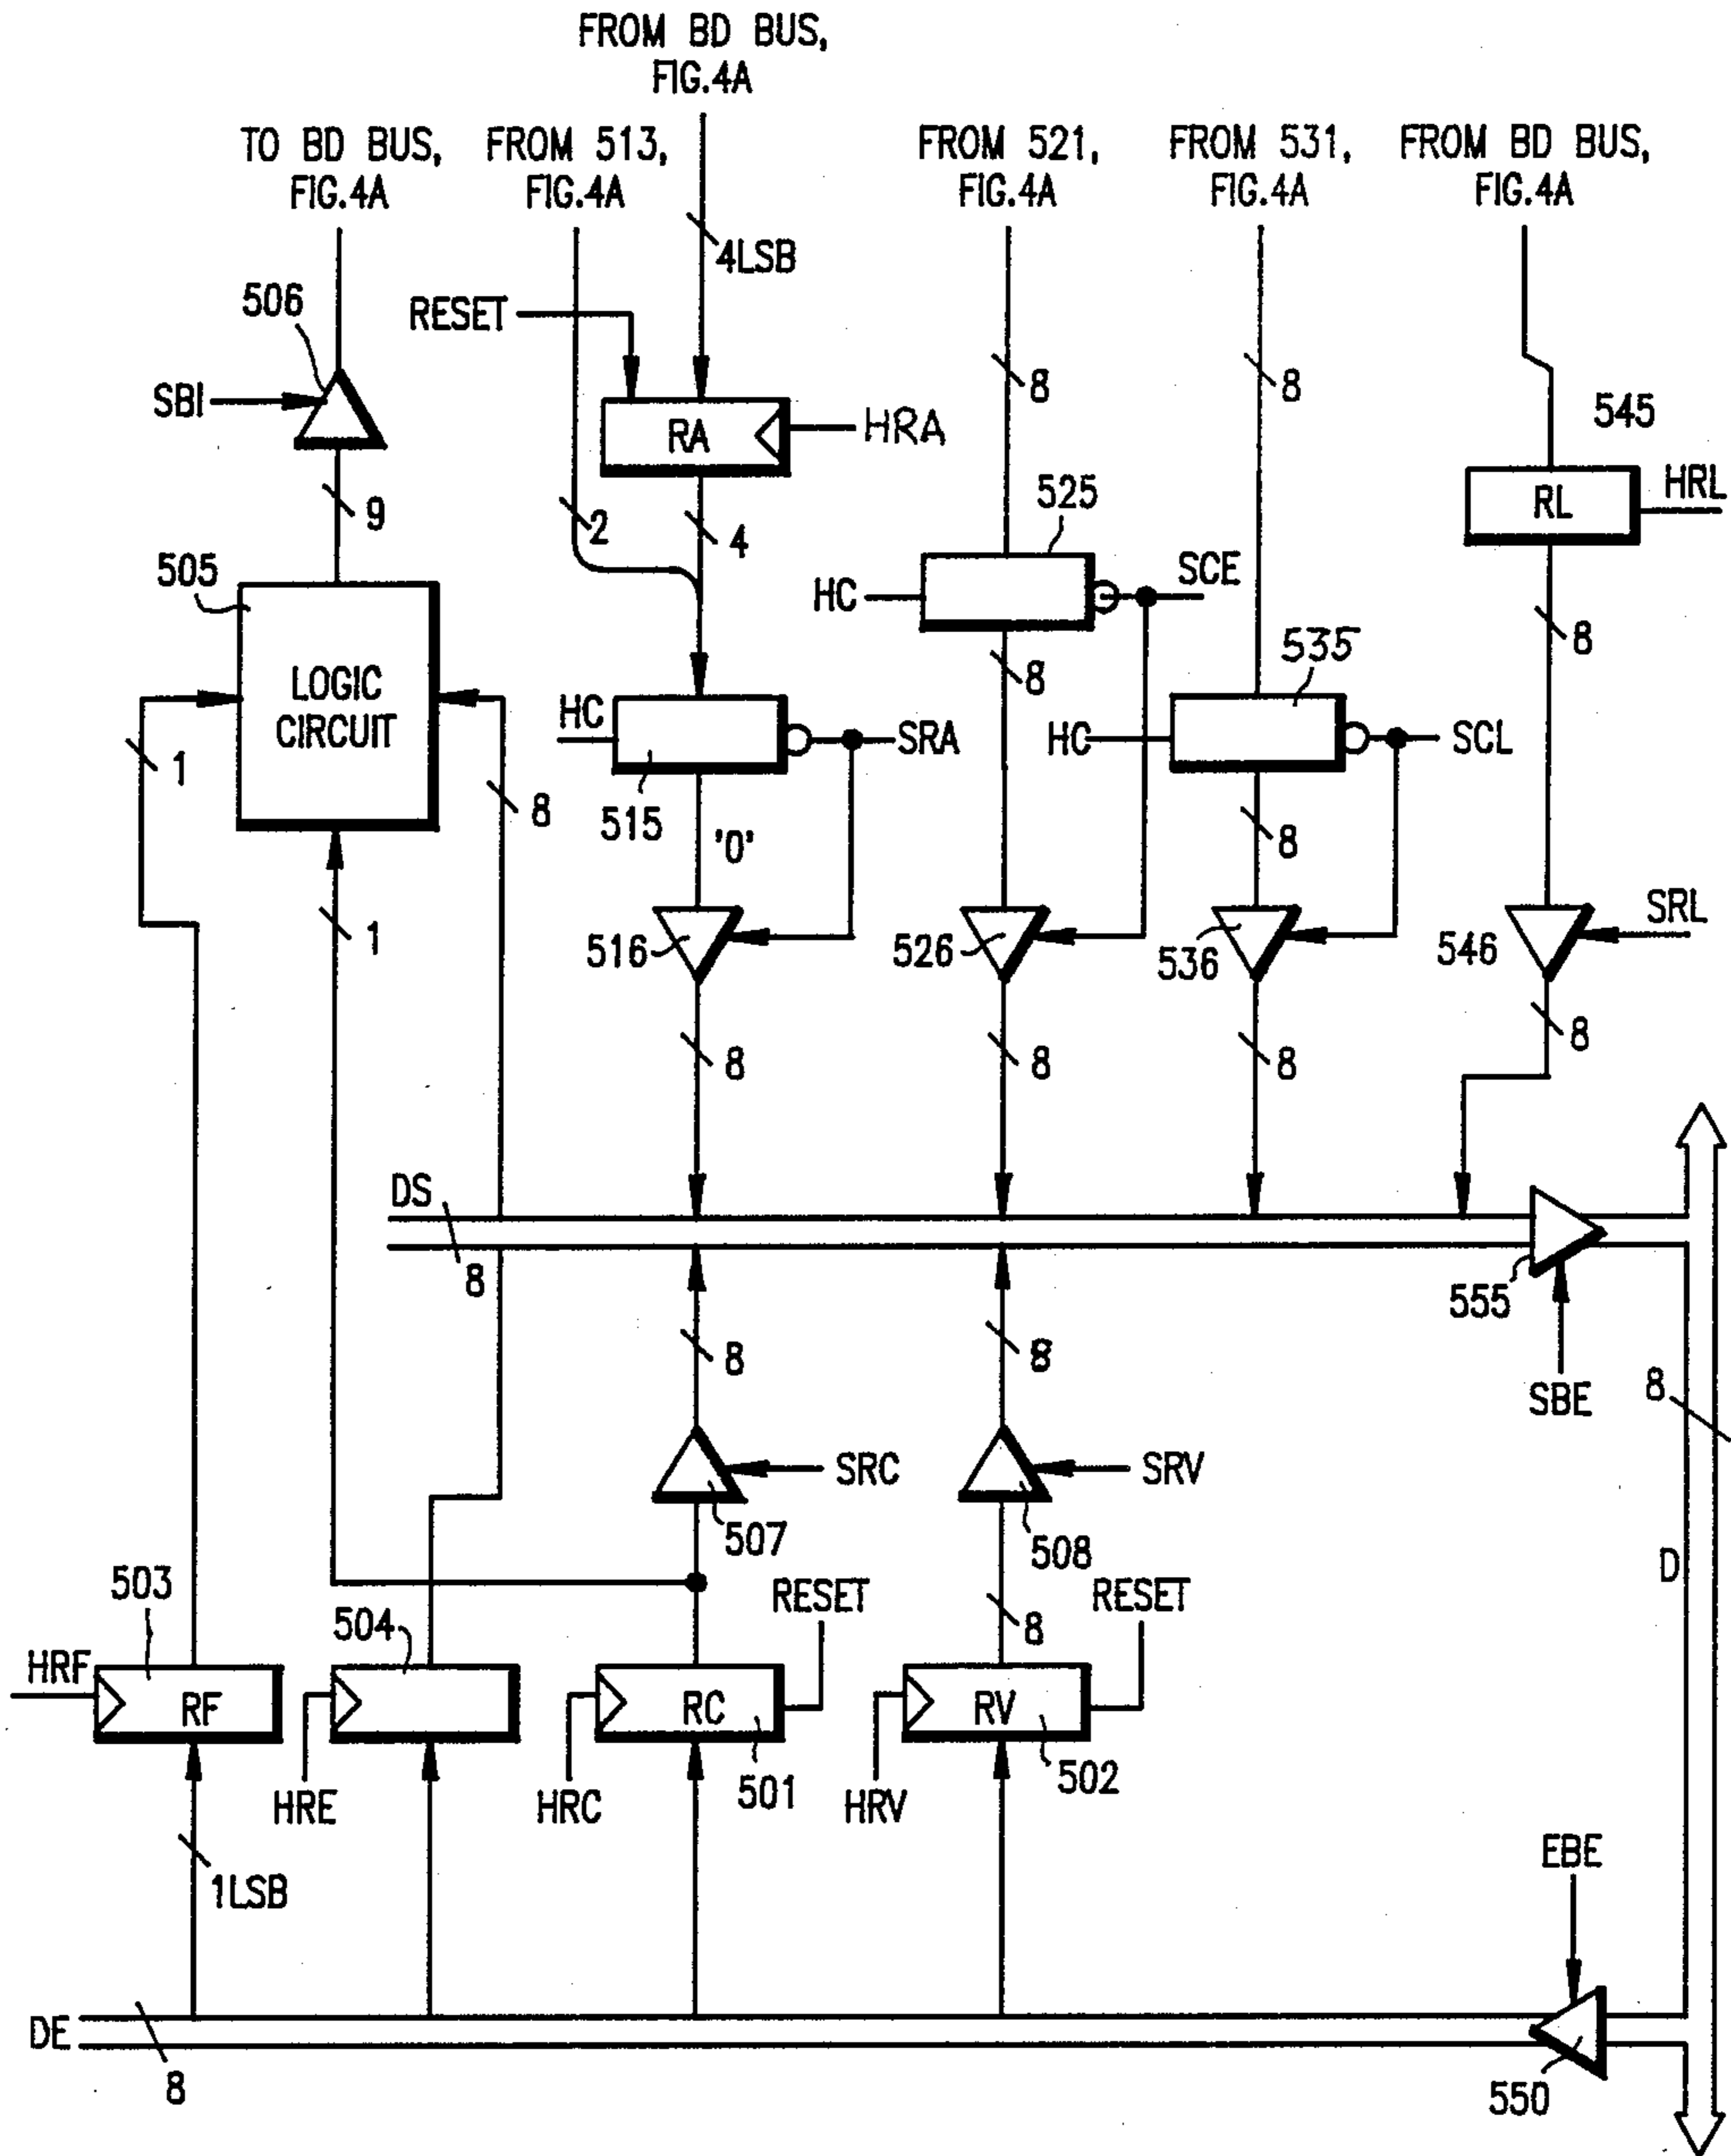 FROM BD BUS,
FIG.4A
TO BD BUS,
FIG.4A
FROM 513,
FIG.4A
FROM 521,
FIG.4A
FROM 531,
FIG.4A
FROM BD BUS,
FIG.4A
4LSB
506
RESET
8
8
SBI
RA
HRA
545
9
2
4
525
RL
HRL
505
HC
SCE
8
LOGIC
CIRCUIT
8
535
1
HC
SRA
HC
SCL
8
515
'0'
8
1
516
526
536
546
SRL
8
8
8
8
DS
8
555
8
8
SBE
8
SRC
SRV
507
508
D
503
504
RESET
8
RESET
HRF
RF
RC
RV
HRE
HRC
501
HRV
502
1LSB
EBE
DE
8
550